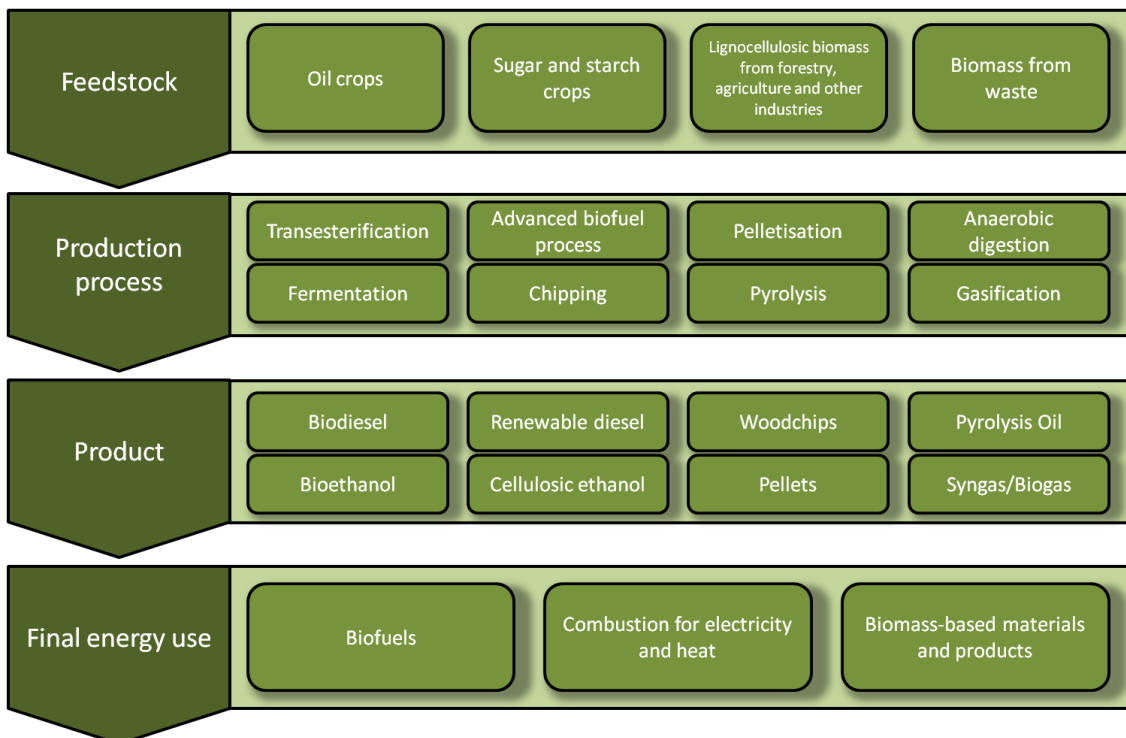 Feedstock
Oil crops
Sugar and starch
crops
Lignocellulosic biomass
from forestry,
agriculture and other
industries
Biomass from
waste
Production
process
Transesterification
Advanced biofuel
process
Pelletisation
Anaerobic
digestion
Fermentation
Chipping
Pyrolysis
Gasification
Product
Biodiesel
Renewable diesel
Woodchips
Pyrolysis Oil
Bioethanol
Cellulosic ethanol
Pellets
Syngas/Biogas
Final energy use
Biofuels
Combustion for electricity
and heat
Biomass-based materials
and products